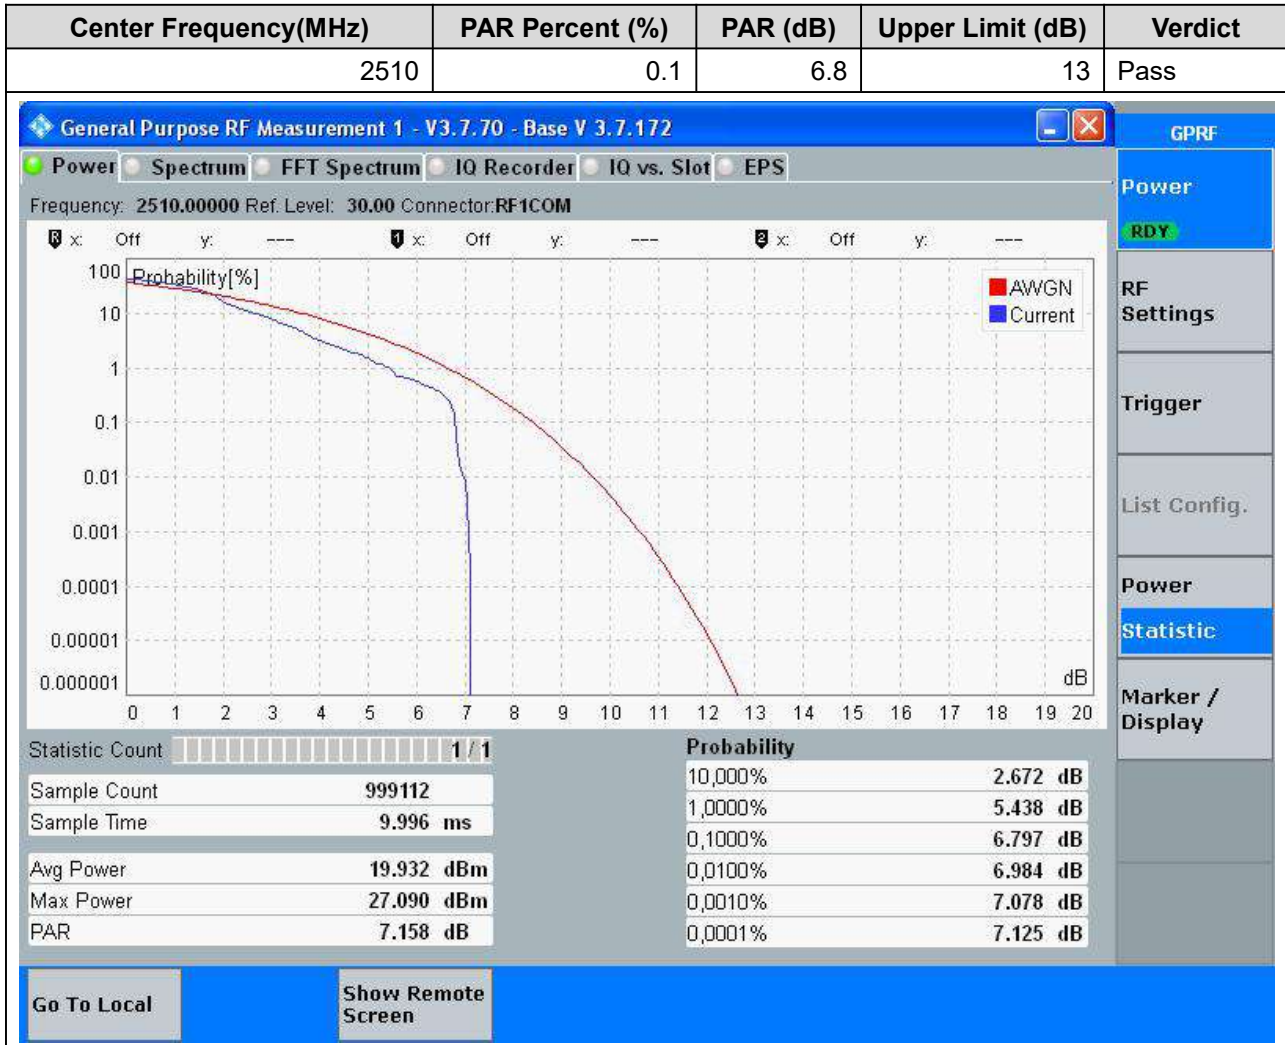 Center Frequency(MHz) PAR Percent (%) PAR (dB) Upper Limit (dB) Verdict
2510 0.1 6.8 13 Pass
General Purpose RF Measurement 1 - V3.7.70 - Base V 3.7.172
GPRF
Power Spectrum FFT Spectrum IQ Recorder IQ vs. Slot EPS
Power
RDY
Frequency: 2510.00000 Ref. Level: 30.00 Connector:RF1COM
R x: Off y: --- 1 x: Off y: --- 2 x: Off y: ---
Probability[%]
AWGN
Current
100
10
1
0.1
0.01
0.001
0.0001
0.00001
0.000001
dB
0 1 2 3 4 5 6 7 8 9 10 11 12 13 14 15 16 17 18 19 20
RF
Settings
Trigger
List Config.
Power
Statistic
Marker /
Display
Statistic Count 1 / 1
Sample Count 999112
Sample Time 9.996 ms
Avg Power 19.932 dBm
Max Power 27.090 dBm
PAR 7.158 dB
Probability
10,000% 2.672 dB
1,0000% 5.438 dB
0,1000% 6.797 dB
0,0100% 6.984 dB
0,0010% 7.078 dB
0,0001% 7.125 dB
Go To Local
Show Remote
Screen